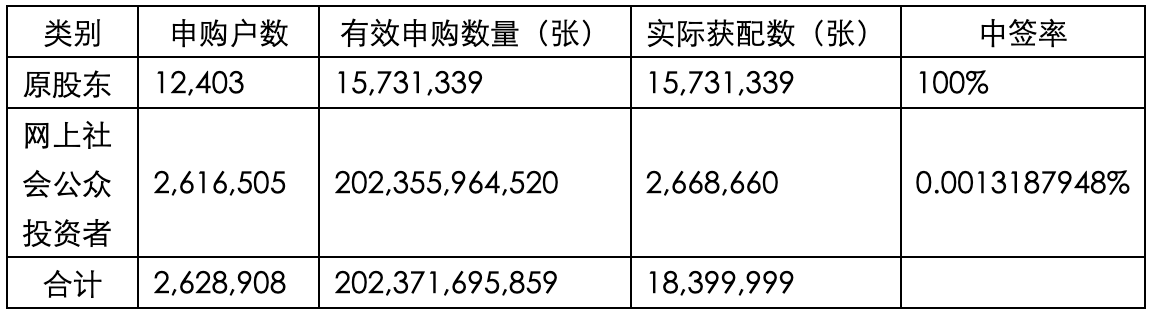 类别 申购户数 有效申购数量（张） 实际获配数（张） 中签率
原股东 12,403 15,731,339 15,731,339 100%
网上社
会公众 2,616,505 202,355,964,520 2,668,660 0.0013187948%
投资者
合计 2,628,908 202,371,695,859 18,399,999